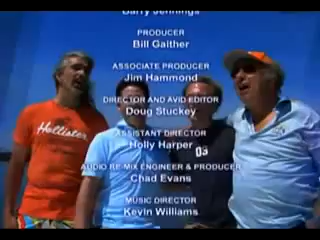 Barry Jennings
PRODUCER
Bill Gaither
ASSOCIATE PRODUCER
Jim Hammond
DIRECTOR AND AVID EDITOR
Doug Stuckey
ASSISTANT DIRECTOR
Holly Harper
AUDIO RE-MIX ENGINEER & PRODUCER
Chad Evans
MUSIC DIRECTOR
Kevin Williams
Hollister